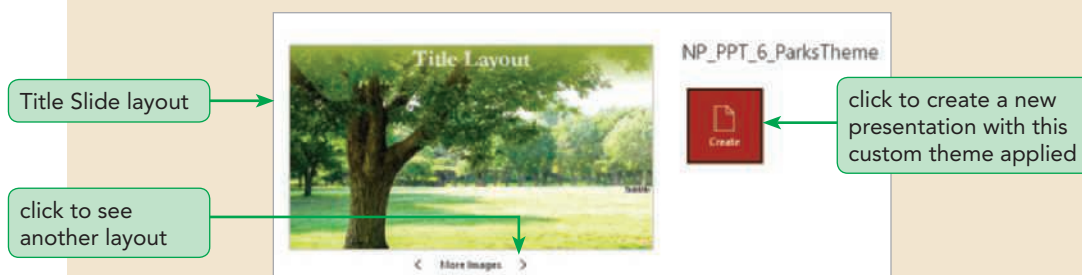 Title Layout
NP_PPT_6_ParksTheme
Title Slide layout
Create
click to create a new
presentation with this
custom theme applied
click to see
another layout
< More Images >